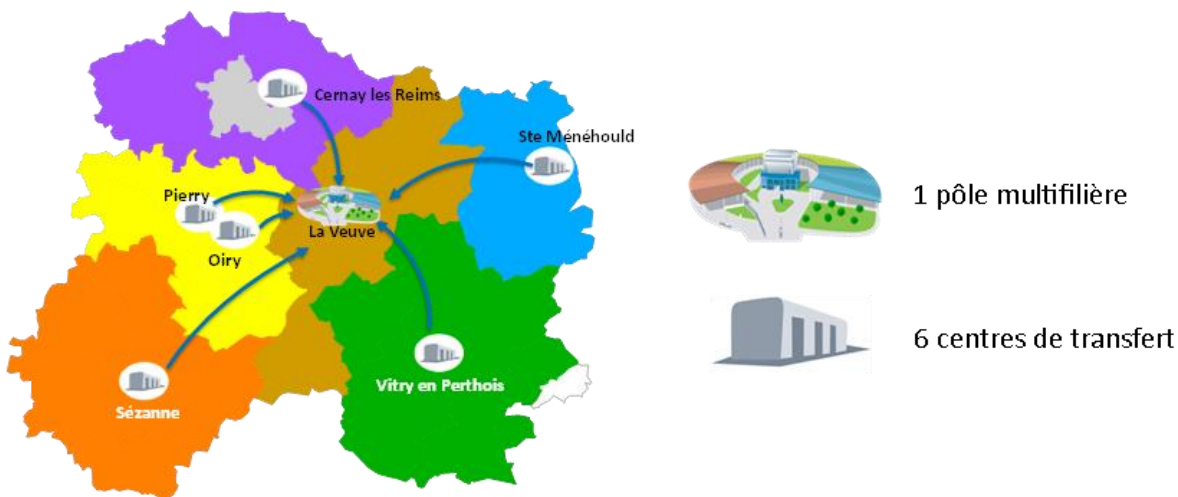 Cernay les Reims
Ste Ménéhould
Pierry
La Veuve
Oiry
Vitry en Perthois
Sézanne
1 pôle multifilière
6 centres de transfert